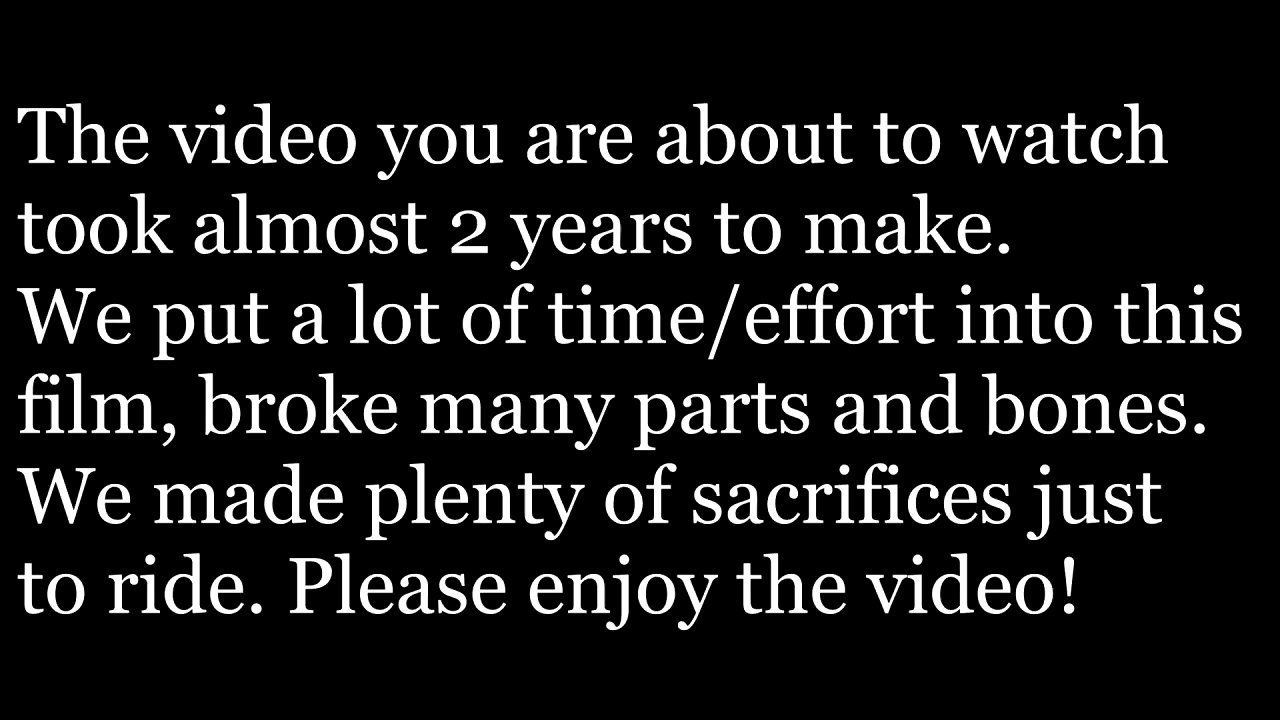 The video you are about to watch
took almost 2 years to make.
We put a lot of time/effort into this
film, broke many parts and bones.
We made plenty of sacrifices just
to ride. Please enjoy the video!